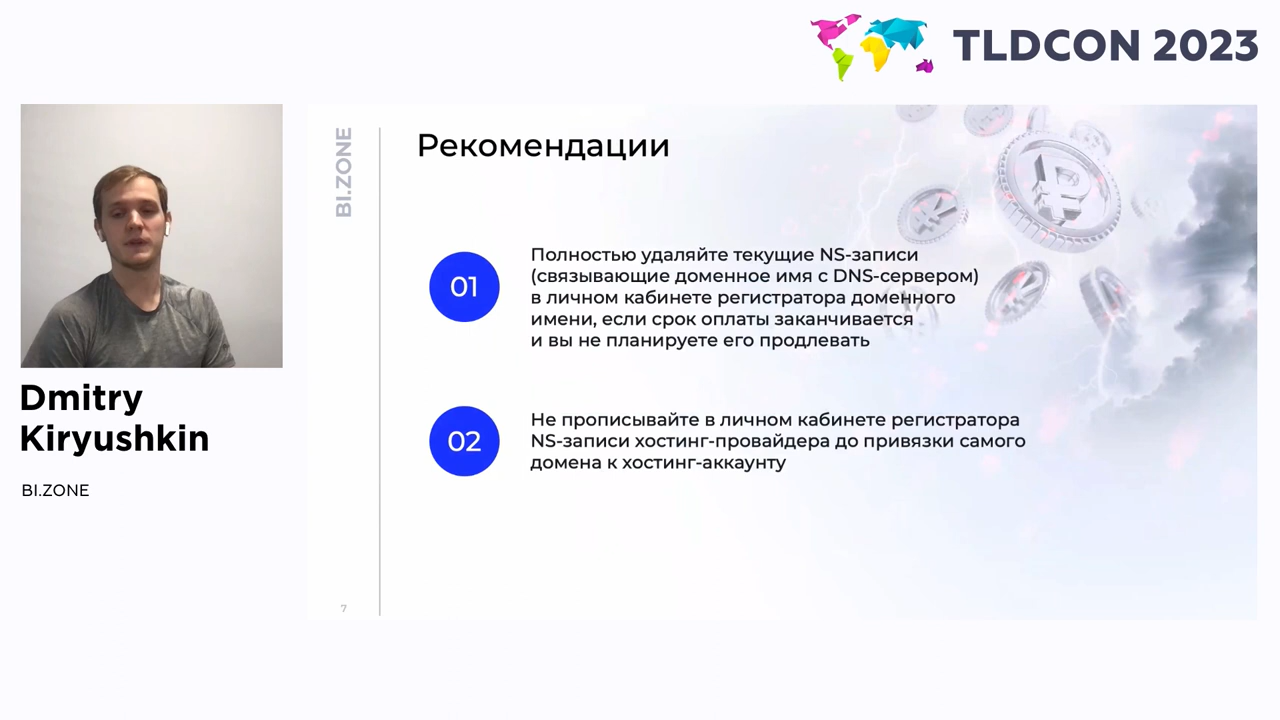 TLDCON 2023
BI.ZONE
Рекомендации
01
Полностью удаляйте текущие NS-записи
(связывающие доменное имя с DNS-сервером)
в личном кабинете регистратора доменного
имени, если срок оплаты заканчивается
и вы не планируете его продлевать
02
Не прописывайте в личном кабинете регистратора
NS-записи хостинг-провайдера до привязки самого
домена к хостинг-аккаунту
7
Dmitry
Kiryushkin
BI.ZONE